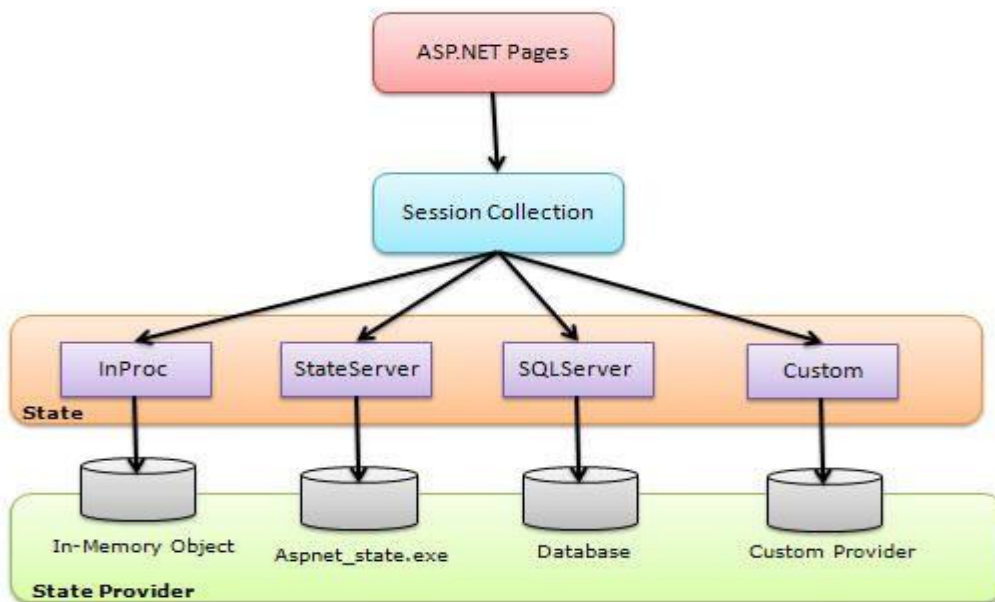 ASP.NET Pages
Session Collection
InProc
StateServer
SQLServer
Custom
State
In-Memory Object
Aspnet_state.exe
Database
Custom Provider
State Provider